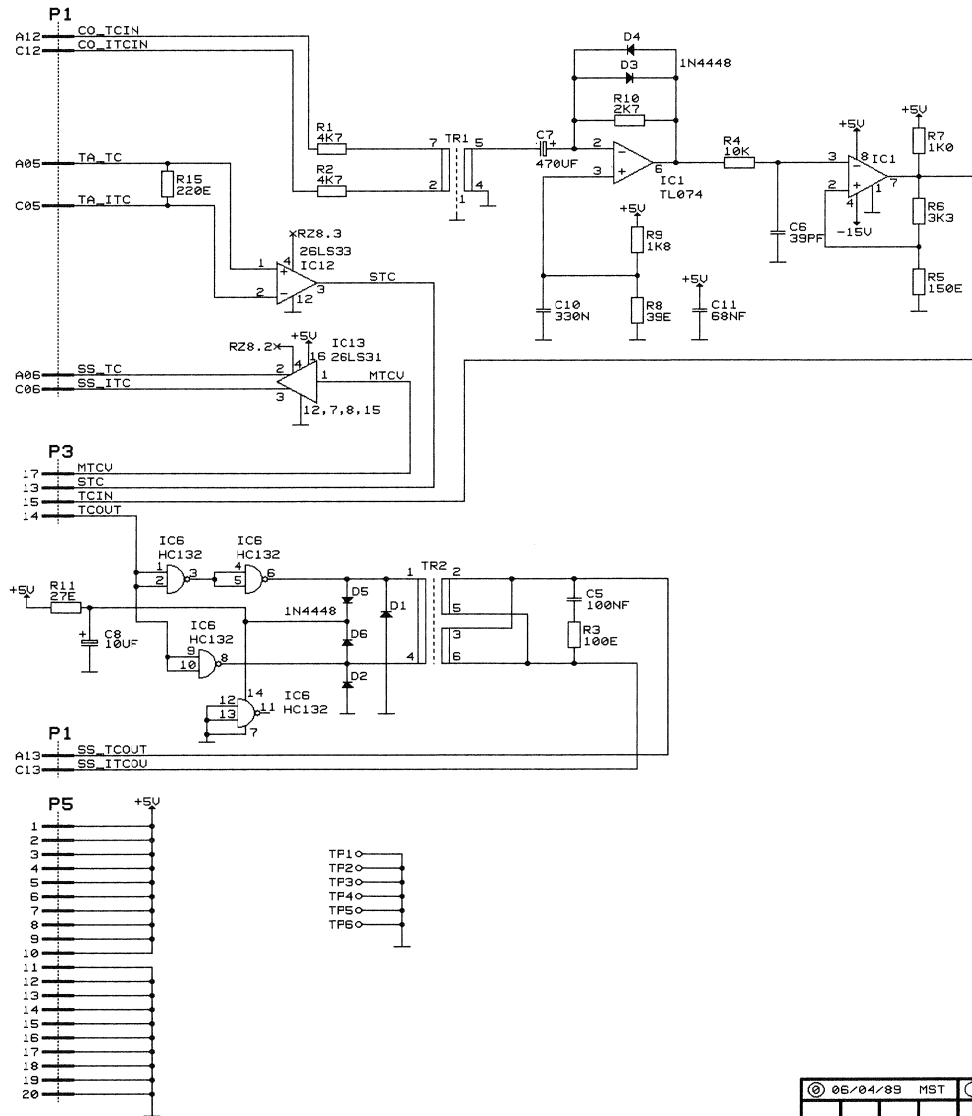 P1
A12 CO_TCIN
C12 CO_ITCIN
D4
1N4448
D3
R10
2K7
R1
4K7
R2
4K7
7
2
TR1
5
4
1
C7
+
470UF
2
3
6
IC1
TL074
R4
10K
+5V
3
2
8
IC1
1
7
4
-15V
+5V
R7
1K0
R6
3K3
R5
150E
C6
39PF
A05 TA_TC
R15
220E
C05 TA_ITC
+5V
R9
1K8
R8
39E
C10
330N
+5V
C11
68NF
RZ8.3
26LS33
IC12
1
4
2
12
3
STC
RZ8.2
+5V
IC13
16 26LS31
A06 SS_TC
C06 SS_ITC
2
4
3
1
MTCV
12,7,8,15
P3
17 MTCV
13 STC
15 TCIN
14 TCOUT
IC6
HC132
1
2
3
IC6
HC132
4
5
6
+5V
R11
27E
+
C8
10UF
IC6
HC132
9
10
8
1N4448
D5
D6
D1
D2
12
13
14
11
7
IC6
HC132
TR2
1
4
2
5
3
6
C5
100NF
R3
100E
P1
A13 SS_TCOUT
C13 SS_ITCOU
P5
+5V
1
2
3
4
5
6
7
8
9
10
11
12
13
14
15
16
17
18
19
20
TP1
TP2
TP3
TP4
TP5
TP6
0 06/04/89 MST